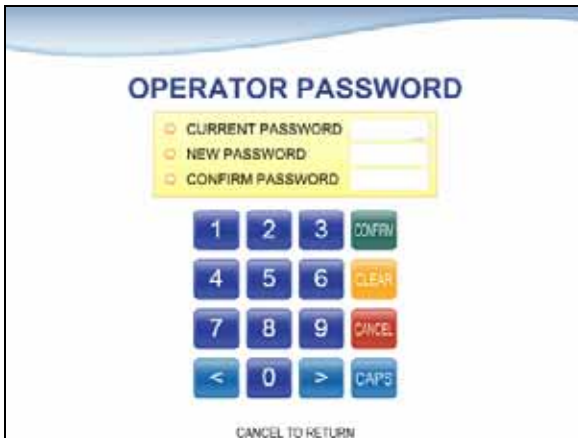 OPERATOR PASSWORD
CURRENT PASSWORD
NEW PASSWORD
CONFIRM PASSWORD
1 2 3 CONFIRM
4 5 6 CLEAR
7 8 9 CANCEL
< 0 > CAPS
CANCEL TO RETURN